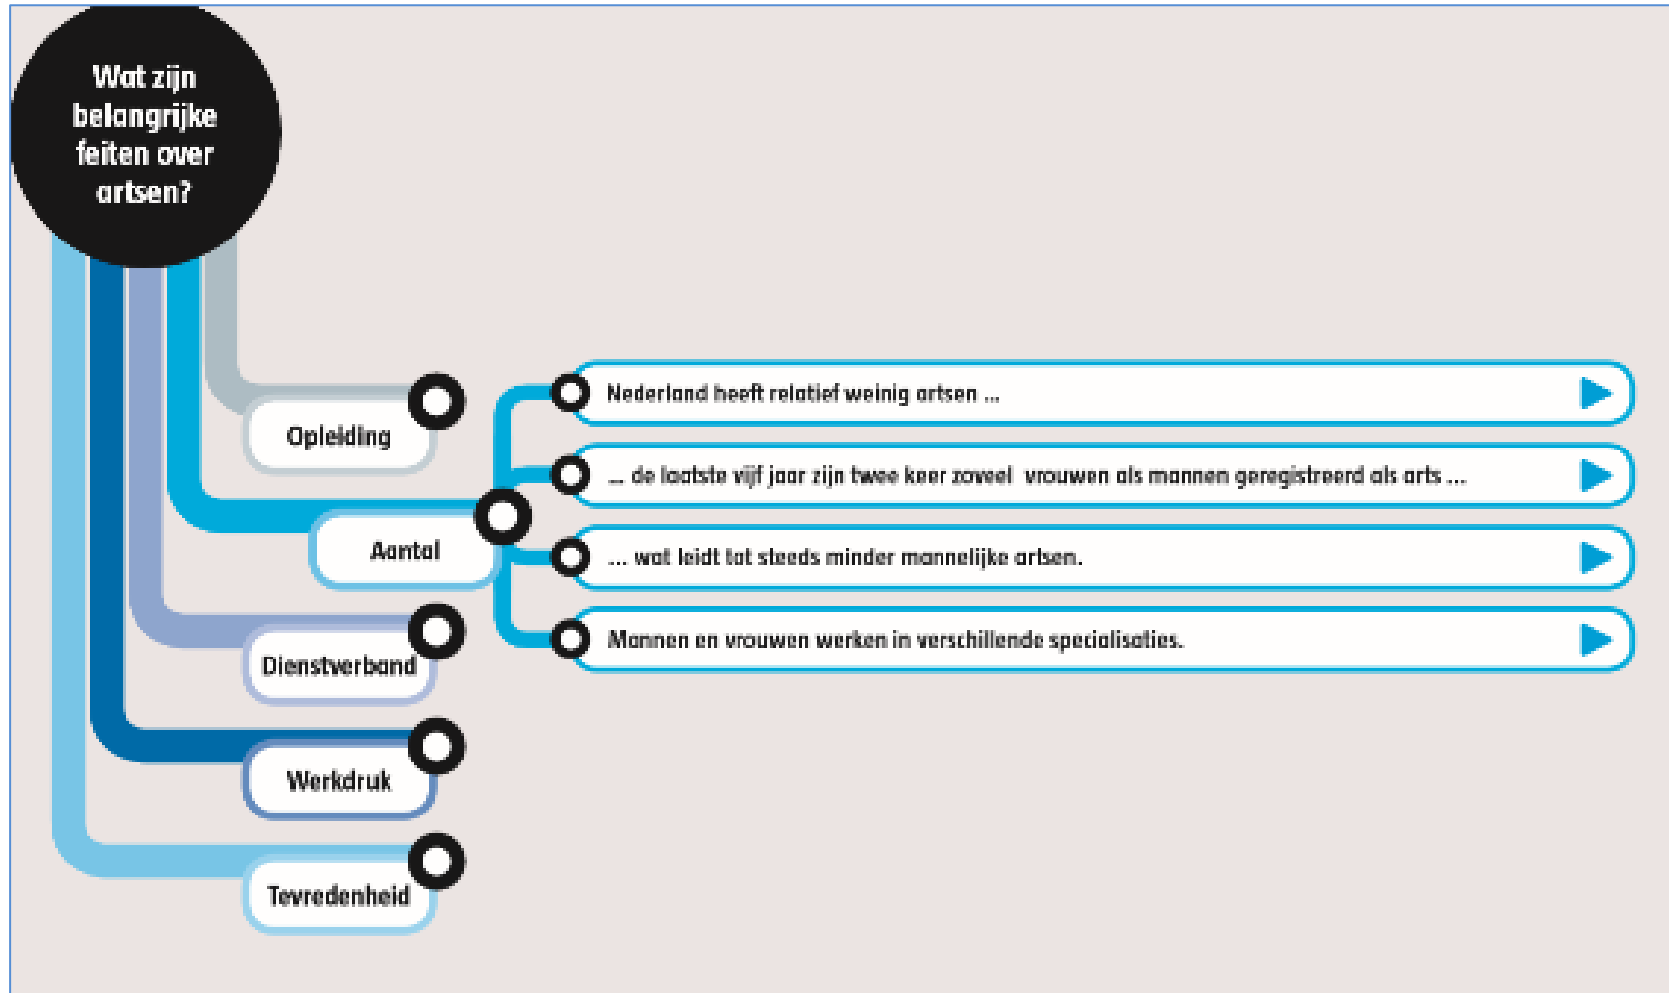 Wat zijn
belangrijke
feiten over
artsen?
Opleiding
Aantal
Dienstverband
Werkdruk
Tevredenheid
Nederland heeft relatief weinig artsen ...
... de laatste vijf jaar zijn twee keer zoveel vrouwen als mannen geregistreerd als arts ...
... wat leidt tot steeds minder mannelijke artsen.
Mannen en vrouwen werken in verschillende specialisaties.